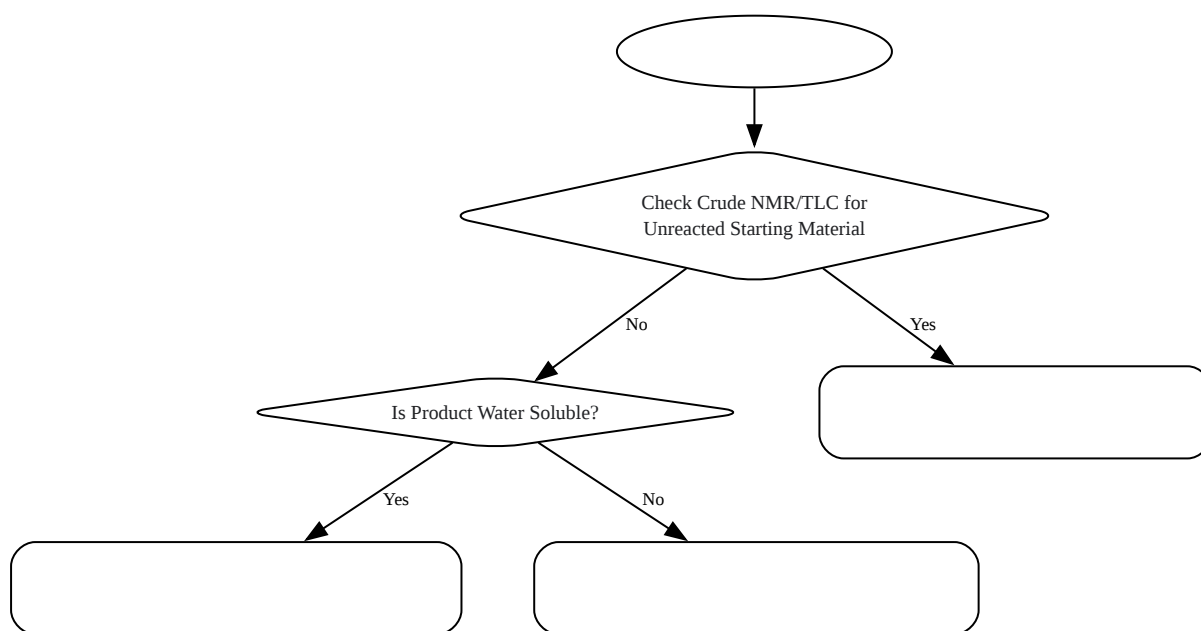 Check Crude NMR/TLC for
Unreacted Starting Material
No
Yes
Is Product Water Soluble?
Yes
No